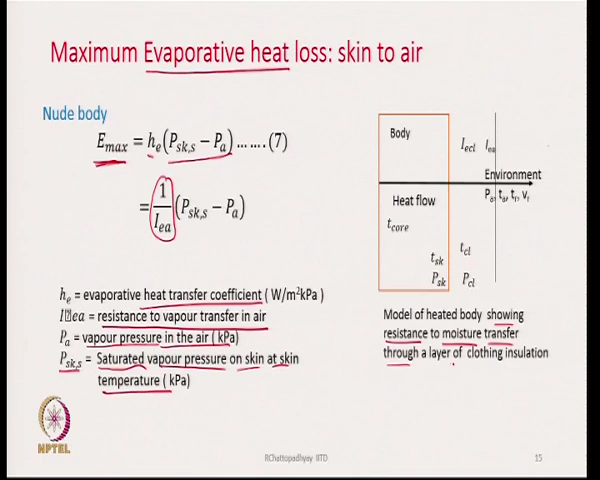 Maximum Evaporative heat loss: skin to air
Nude body
E_max = h_e(P_sk,s − P_a) ....... (7)
= 1/I_ea (P_sk,s − P_a)
h_e = evaporative heat transfer coefficient ( W/m²kPa )
I⍰ea = resistance to vapour transfer in air
P_a = vapour pressure in the air ( kPa)
P_sk,s = Saturated vapour pressure on skin at skin
temperature ( kPa)
Body
I_ecl I_ea
Environment
P_a, t_a, t_r, v_r
Heat flow
t_core
t_sk t_cl
P_sk P_cl
Model of heated body showing
resistance to moisture transfer
through a layer of clothing insulation
NPTEL
RChattopadhyay IITD
15